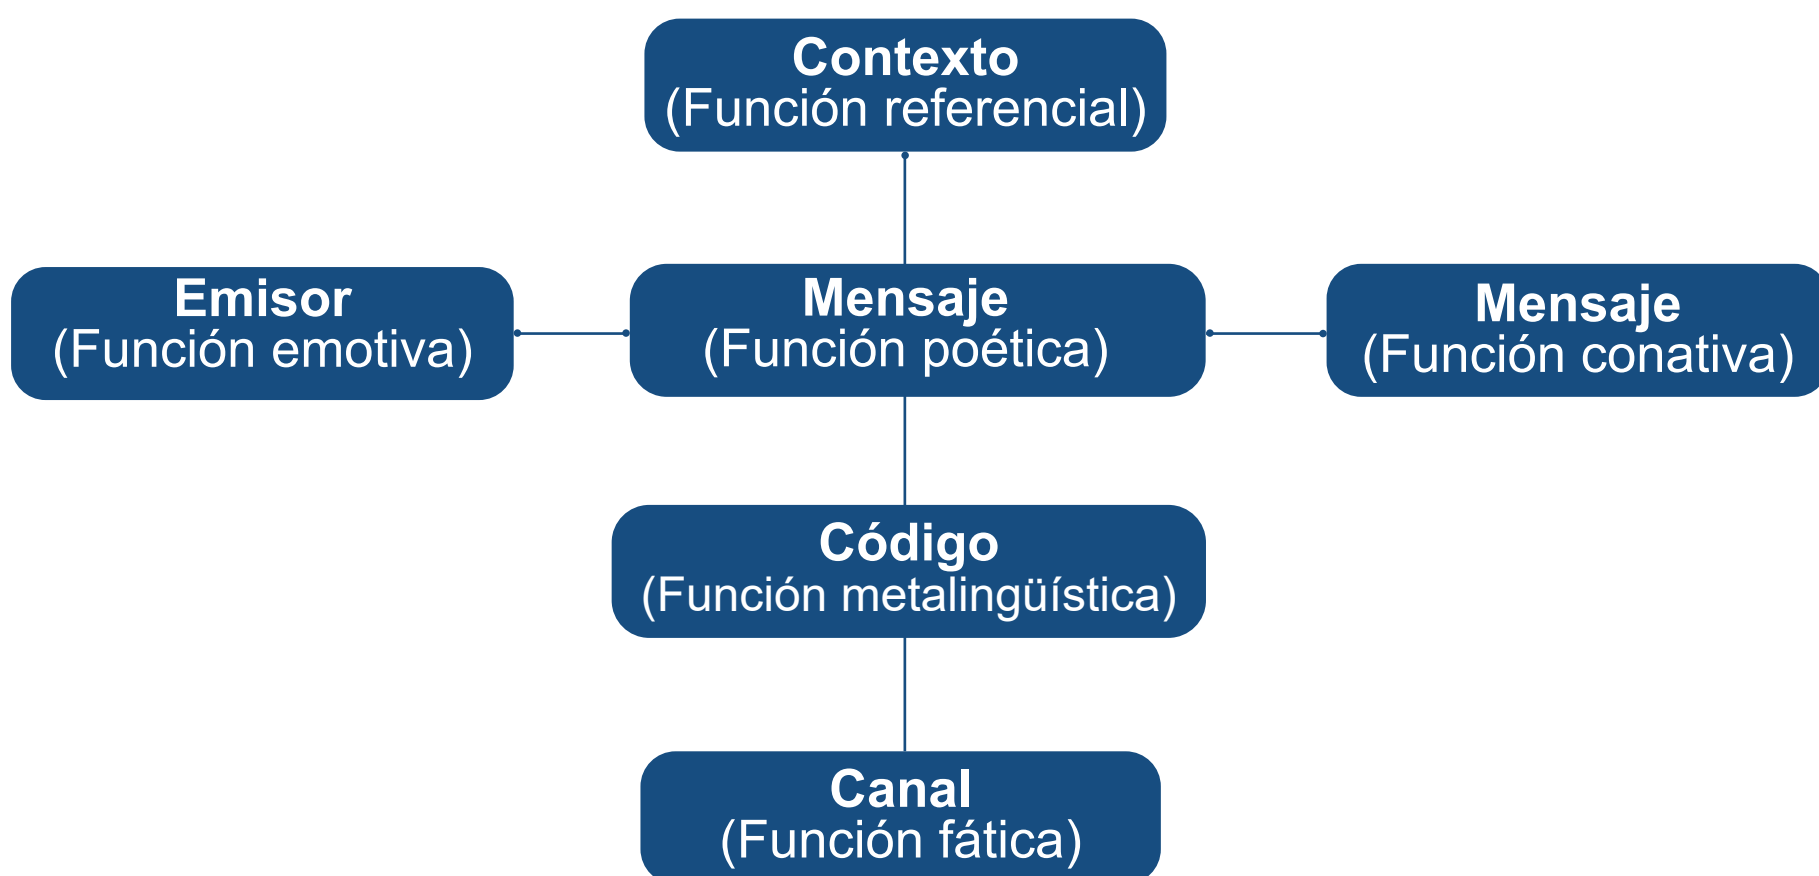 Contexto
(Función referencial)
Emisor
(Función emotiva)
Mensaje
(Función poética)
Mensaje
(Función conativa)
Código
(Función metalingüística)
Canal
(Función fática)